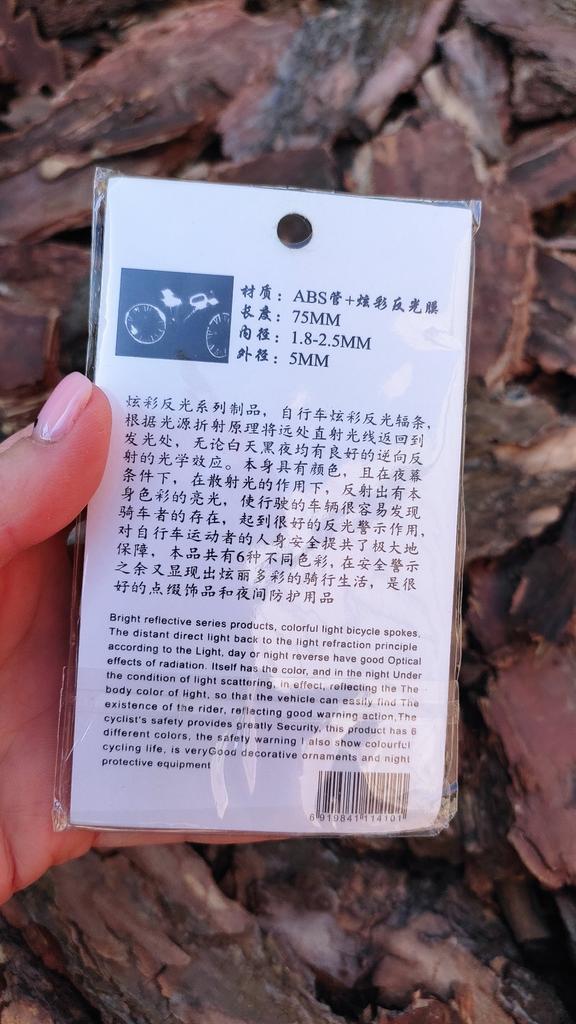 材质：ABS管+炫彩反光膜
长度：75MM
内径：1.8-2.5MM
外径：5MM
炫彩反光系列制品，自行车炫彩反光辐条，
根据光源折射原理将远处直射光线返回到
发光处，无论白天黑夜均有良好的逆向反
射的光学效应。本身具有颜色，且在夜幕
条件下，在散射光的作用下，反射出有本
身色彩的亮光，使行驶的车辆很容易发现
骑车者的存在，起到很好的反光警示作用，
对自行车运动者的人身安全提共了极大地
保障，本品共有6种不同色彩，在安全警示
之余又显现出炫丽多彩的骑行生活，是很
好的点缀饰品和夜间防护用品
Bright reflective series products, colorful light bicycle spokes.
The distant direct light back to the light refraction principle
according to the Light, day or night reverse have good Optical
effects of radiation. Itself has the color, and in the night Under
the condition of light scattering, in effect, reflecting the The
body color of light, so that the vehicle can easily find The
existence of the rider, reflecting good warning action,The
cyclist's safety provides greatly Security, this product has 6
different colors, the safety warning I also show colourful
cycling life, is veryGood decorative ornaments and night
protective equipment
6 919841 114101